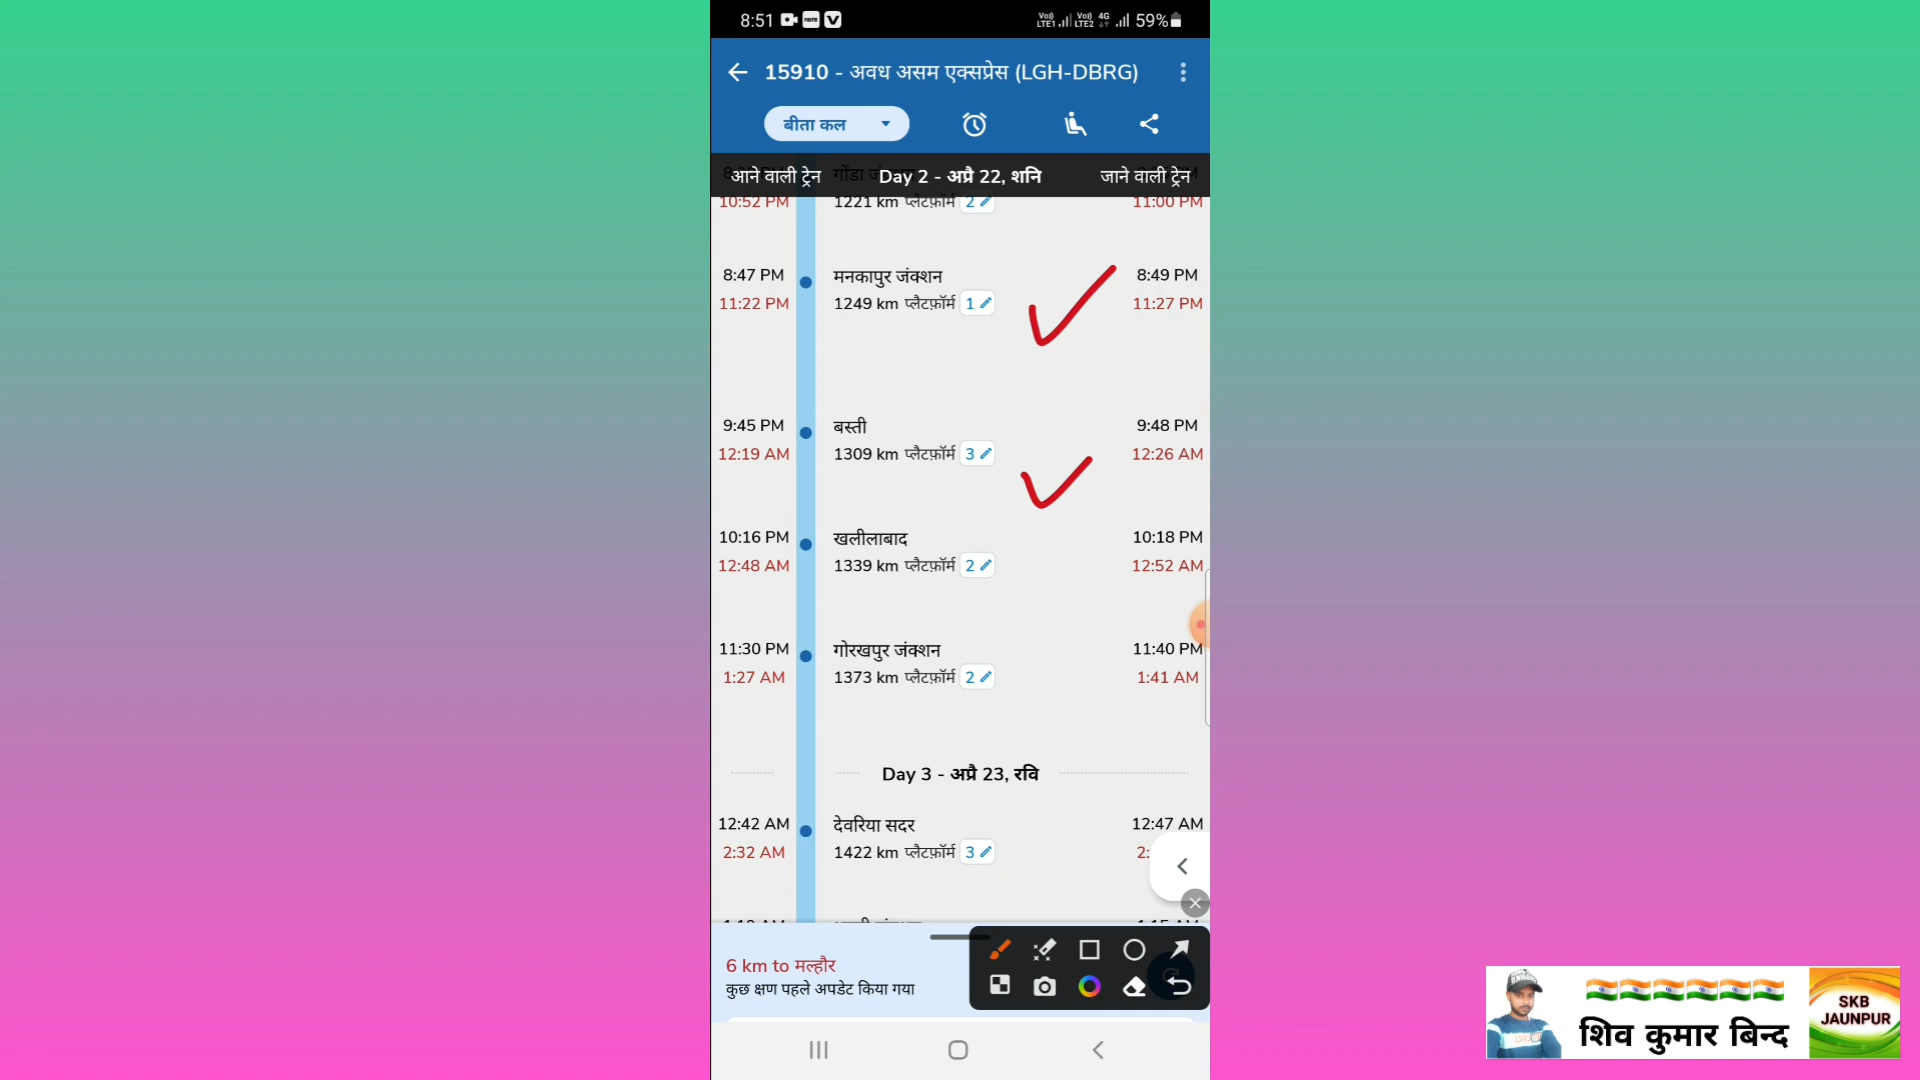 8:51
Vo) LTE1 Vo) LTE2 4G 59%
15910 - अवध असम एक्सप्रेस (LGH-DBRG)
बीता कल
आने वाली ट्रेन Day 2 - अप्रै 22, शनि जाने वाली ट्रेन
10:52 PM 1221 km प्लैटफ़ॉर्म 2 11:00 PM
8:47 PM मनकापुर जंक्शन 8:49 PM
11:22 PM 1249 km प्लैटफ़ॉर्म 1 11:27 PM
9:45 PM बस्ती 9:48 PM
12:19 AM 1309 km प्लैटफ़ॉर्म 3 12:26 AM
10:16 PM खलीलाबाद 10:18 PM
12:48 AM 1339 km प्लैटफ़ॉर्म 2 12:52 AM
11:30 PM गोरखपुर जंक्शन 11:40 PM
1:27 AM 1373 km प्लैटफ़ॉर्म 2 1:41 AM
Day 3 - अप्रै 23, रवि
12:42 AM देवरिया सदर 12:47 AM
2:32 AM 1422 km प्लैटफ़ॉर्म 3 2:
6 km to मल्हौर
कुछ क्षण पहले अपडेट किया गया
शिव कुमार बिन्द
SKB
JAUNPUR